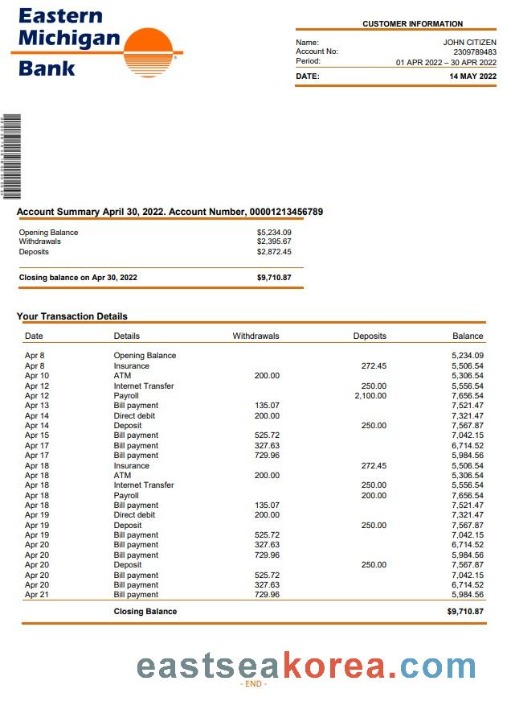 Eastern
Michigan
Bank
CUSTOMER INFORMATION
Name: JOHN CITIZEN
Account No: 2309789483
Period: 01 APR 2022 – 30 APR 2022
DATE: 14 MAY 2022
Account Summary April 30, 2022. Account Number, 00001213456789
Opening Balance $5,234.09
Withdrawals $2,395.67
Deposits $2,872.45
Closing balance on Apr 30, 2022 $9,710.87
Your Transaction Details
Date Details Withdrawals Deposits Balance
Apr 8 Opening Balance 5,234.09
Apr 8 Insurance 272.45 5,506.54
Apr 10 ATM 200.00 5,306.54
Apr 12 Internet Transfer 250.00 5,556.54
Apr 12 Payroll 2,100.00 7,656.54
Apr 13 Bill payment 135.07 7,521.47
Apr 14 Direct debit 200.00 7,321.47
Apr 14 Deposit 250.00 7,567.87
Apr 15 Bill payment 525.72 7,042.15
Apr 17 Bill payment 327.63 6,714.52
Apr 17 Bill payment 729.96 5,984.56
Apr 18 Insurance 272.45 5,506.54
Apr 18 ATM 200.00 5,306.54
Apr 18 Internet Transfer 250.00 5,556.54
Apr 18 Payroll 200.00 7,656.54
Apr 18 Bill payment 135.07 7,521.47
Apr 19 Direct debit 200.00 7,321.47
Apr 19 Deposit 250.00 7,567.87
Apr 19 Bill payment 525.72 7,042.15
Apr 20 Bill payment 327.63 6,714.52
Apr 20 Bill payment 729.96 5,984.56
Apr 20 Deposit 250.00 7,567.87
Apr 20 Bill payment 525.72 7,042.15
Apr 20 Bill payment 327.63 6,714.52
Apr 21 Bill payment 729.96 5,984.56
Closing Balance $9,710.87
eastseakorea.com
- END -